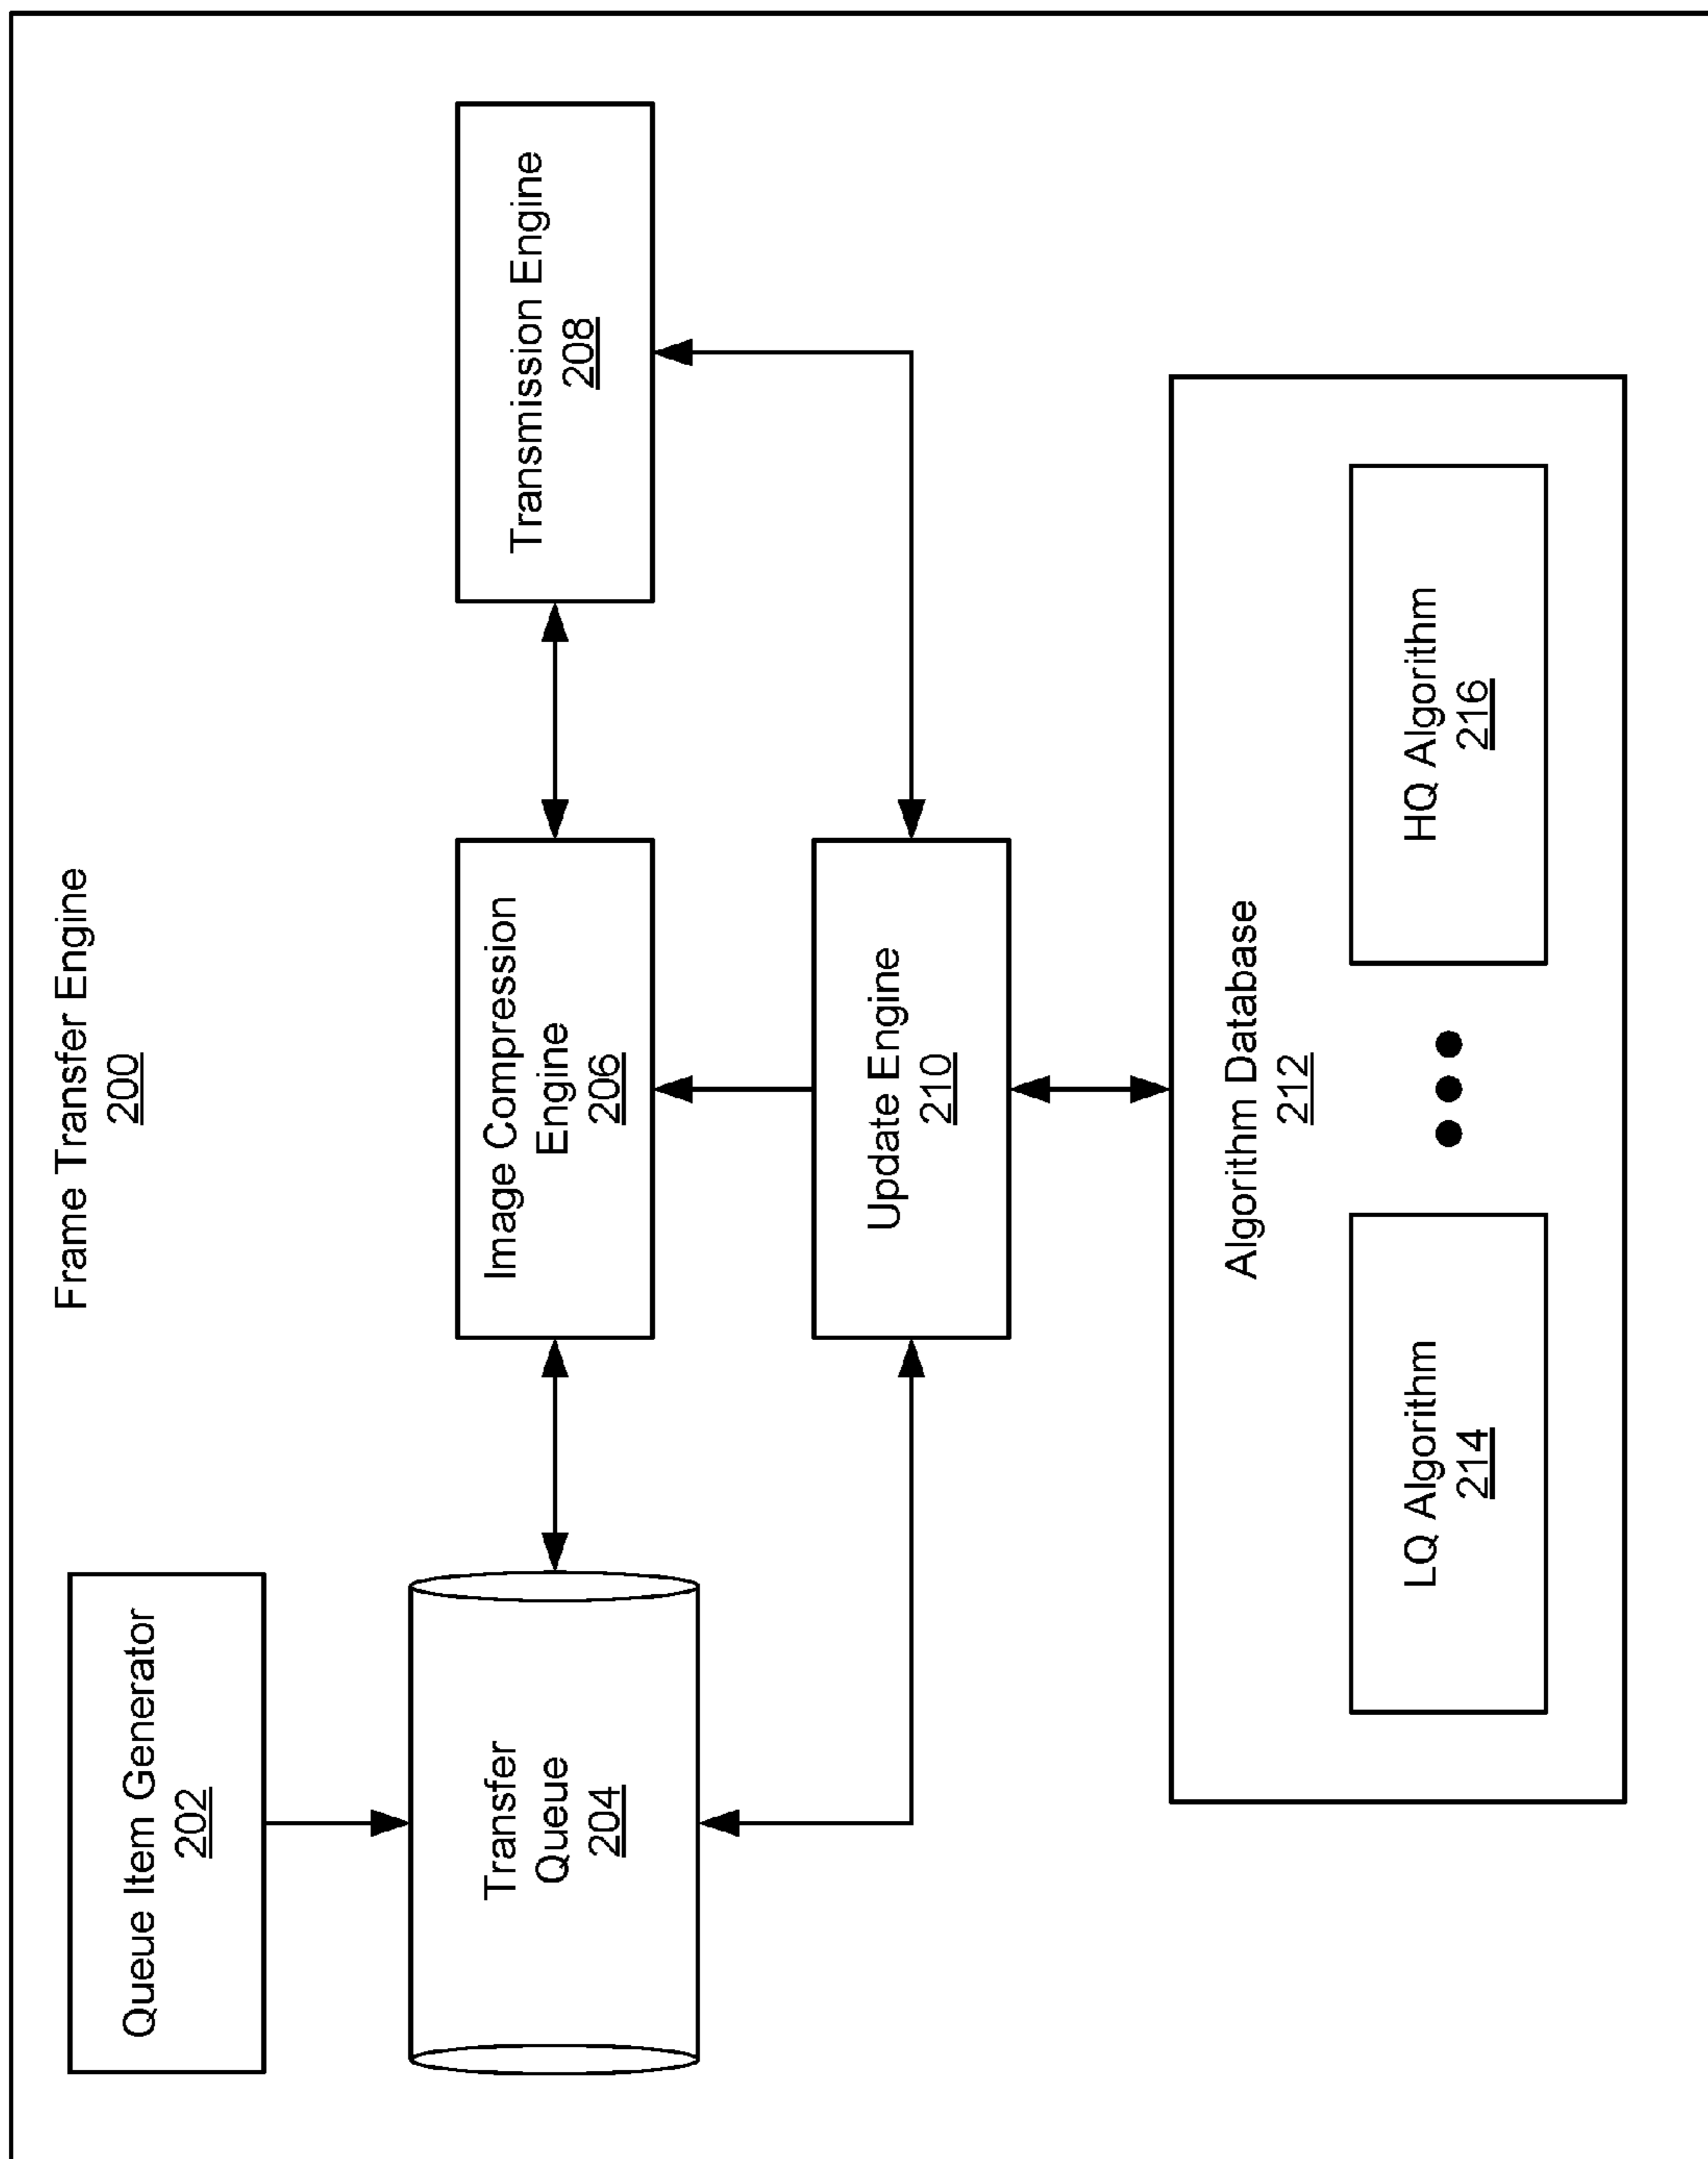 Frame Transfer Engine
200
Queue Item Generator
202
Transfer
Queue
204
Image Compression
Engine
206
Transmission Engine
208
Update Engine
210
Algorithm Database
212
LQ Algorithm
214
HQ Algorithm
216